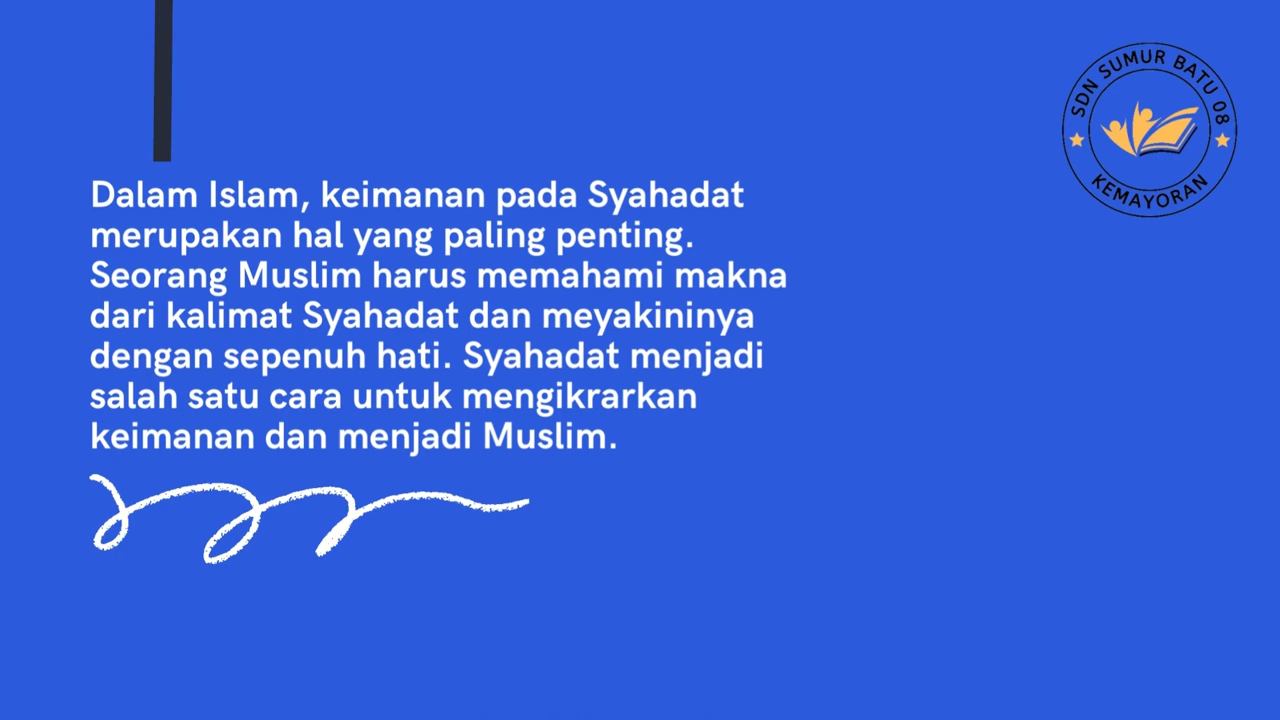 Dalam Islam, keimanan pada Syahadat
merupakan hal yang paling penting.
Seorang Muslim harus memahami makna
dari kalimat Syahadat dan meyakininya
dengan sepenuh hati. Syahadat menjadi
salah satu cara untuk mengikrarkan
keimanan dan menjadi Muslim.
SDN SUMUR BATU 08
KEMAYORAN